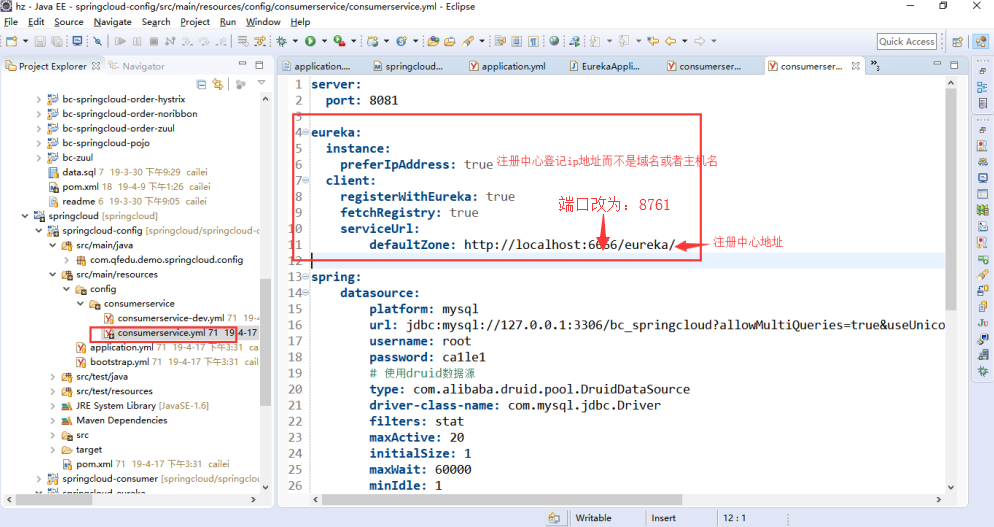 hz - Java EE - springcloud-config/src/main/resources/config/consumerservice/consumerservice.yml - Eclipse
File Edit Source Navigate Search Project Run Window Help
Quick Access
Project Explorer Navigator
application.... springcloud... application.yml EurekaAppli... consumerser... consumerser... 3
bc-springcloud-order-hystrix
bc-springcloud-order-noribbon
bc-springcloud-order-zuul
bc-springcloud-pojo
bc-zuul
data.sql 7 19-3-30 下午9:29 cailei
pom.xml 18 19-4-9 下午1:26 cailei
readme 6 19-3-30 下午9:45 cailei
springcloud [springcloud]
springcloud-config [springcloud/springcloud-c
src/main/java
com.qfedu.demo.springcloud.config
src/main/resources
config
consumerservice
consumerservice-dev.yml 71 19-4-
consumerservice.yml 71 19-4-17
application.yml 71 19-4-17 下午3:31 cai
bootstrap.yml 71 19-4-17 下午3:31 cail
src/test/java
src/test/resources
JRE System Library [JavaSE-1.6]
Maven Dependencies
src
target
pom.xml 71 19-4-17 下午3:31 cailei
springcloud-consumer [springcloud/springclou
springcloud-eureka
1 server:
2 port: 8081
3
4 eureka:
5 instance:
6 preferIpAddress: true 注册中心登记ip地址而不是域名或者主机名
7 client:
8 registerWithEureka: true
9 fetchRegistry: true
端口改为：8761
10 serviceUrl:
11 defaultZone: http://localhost:6666/eureka/ 注册中心地址
12
13 spring:
14 datasource:
15 platform: mysql
16 url: jdbc:mysql://127.0.0.1:3306/bc_springcloud?allowMultiQueries=true&useUnico
17 username: root
18 password: ca1le1
19 # 使用druid数据源
20 type: com.alibaba.druid.pool.DruidDataSource
21 driver-class-name: com.mysql.jdbc.Driver
22 filters: stat
23 maxActive: 20
24 initialSize: 1
25 maxWait: 60000
26 minIdle: 1
Writable Insert 12 : 1